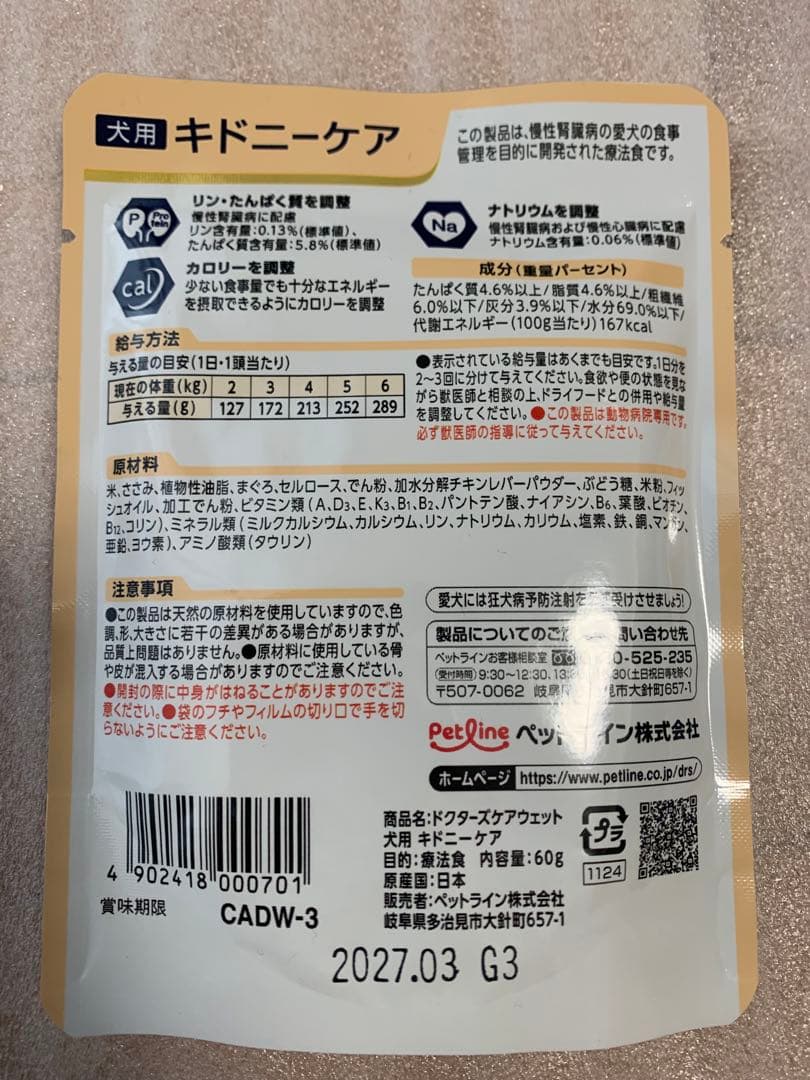 犬用 キドニーケア
この製品は、慢性腎臓病の愛犬の食事
管理を目的に開発された療法食です。
P Protein
リン・たんぱく質を調整
慢性腎臓病に配慮
リン含有量:0.13%(標準値)、
たんぱく質含有量:5.8%(標準値)
Na
ナトリウムを調整
慢性腎臓病および慢性心臓病に配慮
ナトリウム含有量:0.06%(標準値)
cal
カロリーを調整
少ない食事量でも十分なエネルギー
を摂取できるようにカロリーを調整
成分(重量パーセント)
たんぱく質4.6%以上/脂質4.6%以上/粗繊維
6.0%以下/灰分3.9%以下/水分69.0%以下/
代謝エネルギー(100g当たり)167kcal
給与方法
与える量の目安(1日・1頭当たり)
現在の体重(kg) 2 3 4 5 6
与える量(g) 127 172 213 252 289
●表示されている給与量はあくまでも目安です。1日分を
2〜3回に分けて与えてください。食欲や便の状態を見な
がら獣医師と相談の上、ドライフードとの併用や給与量
を調整してください。●この製品は動物病院専用です。
必ず獣医師の指導に従って与えてください。
原材料
米、ささみ、植物性油脂、まぐろ、セルロース、でん粉、加水分解チキンレバーパウダー、ぶどう糖、米粉、フィッ
シュオイル、加工でん粉、ビタミン類(A、D3、E、K3、B1、B2、パントテン酸、ナイアシン、B6、葉酸、ビオチン、
B12、コリン)、ミネラル類(ミルクカルシウム、カルシウム、リン、ナトリウム、カリウム、塩素、鉄、銅、マンガン、
亜鉛、ヨウ素)、アミノ酸類(タウリン)
注意事項
●この製品は天然の原材料を使用していますので、色
調、形、大きさに若干の差異がある場合がありますが、
品質上問題はありません。●原材料に使用している骨
や皮が混入する場合がありますのでご注意ください。
●開封の際に中身がはねることがありますのでご注
意ください。●袋のフチやフィルムの切り口で手を切
らないようにご注意ください。
愛犬には狂犬病予防注射を 受けさせましょう!
製品についてのご 問い合わせ先
ペットラインお客様相談室 0-525-235
受付時間 9:30〜12:30、13: 30(土日祝日等を除く)
〒507-0062 岐阜 見市大針町657-1
Petline ペットライン株式会社
ホームページ https://www.petline.co.jp/drs/
4 902418 000701
賞味期限 CADW-3
商品名:ドクターズケアウェット
犬用 キドニーケア
目的:療法食 内容量:60g
原産国:日本
販売者:ペットライン株式会社
岐阜県多治見市大針町657-1
プラ
1124
2027.03 G3